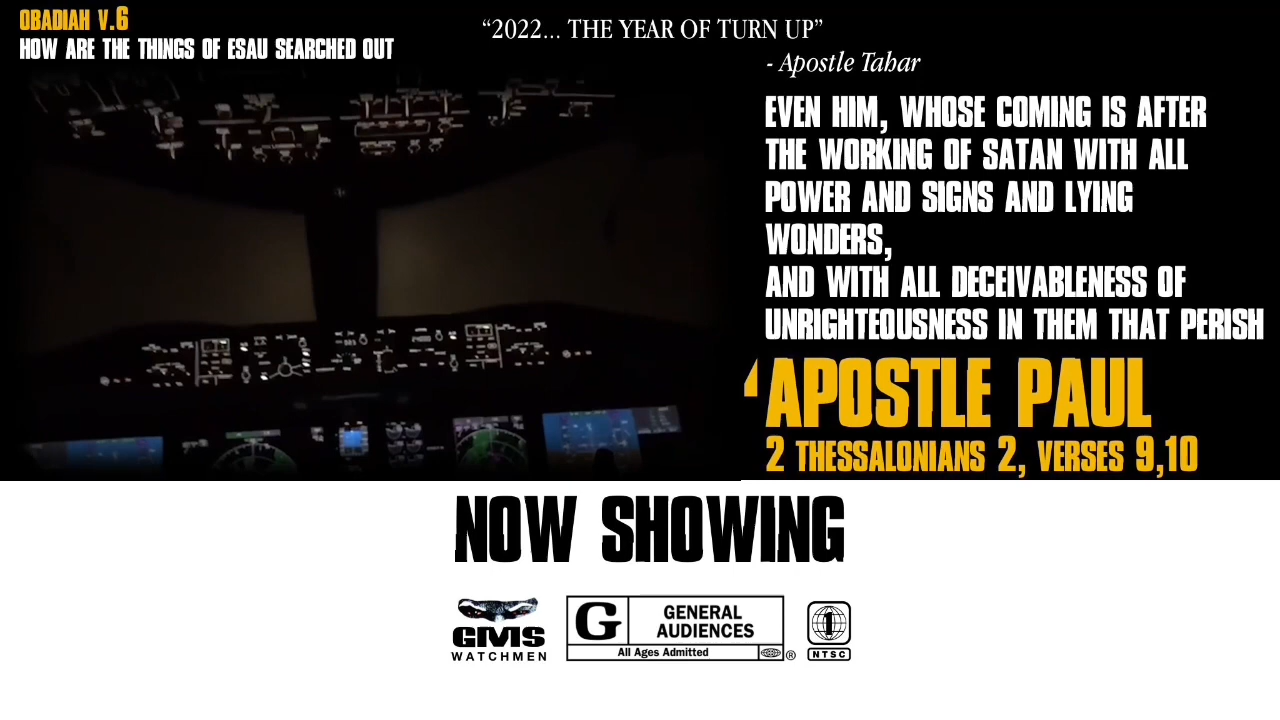 OBADIAH V.6
HOW ARE THE THINGS OF ESAU SEARCHED OUT
“2022... THE YEAR OF TURN UP”
- Apostle Tahar
EVEN HIM, WHOSE COMING IS AFTER
THE WORKING OF SATAN WITH ALL
POWER AND SIGNS AND LYING
WONDERS,
AND WITH ALL DECEIVABLENESS OF
UNRIGHTEOUSNESS IN THEM THAT PERISH
APOSTLE PAUL
2 THESSALONIANS 2, VERSES 9,10
NOW SHOWING
GMS
WATCHMEN
G
GENERAL
AUDIENCES
All Ages Admitted
®
1
NTSC